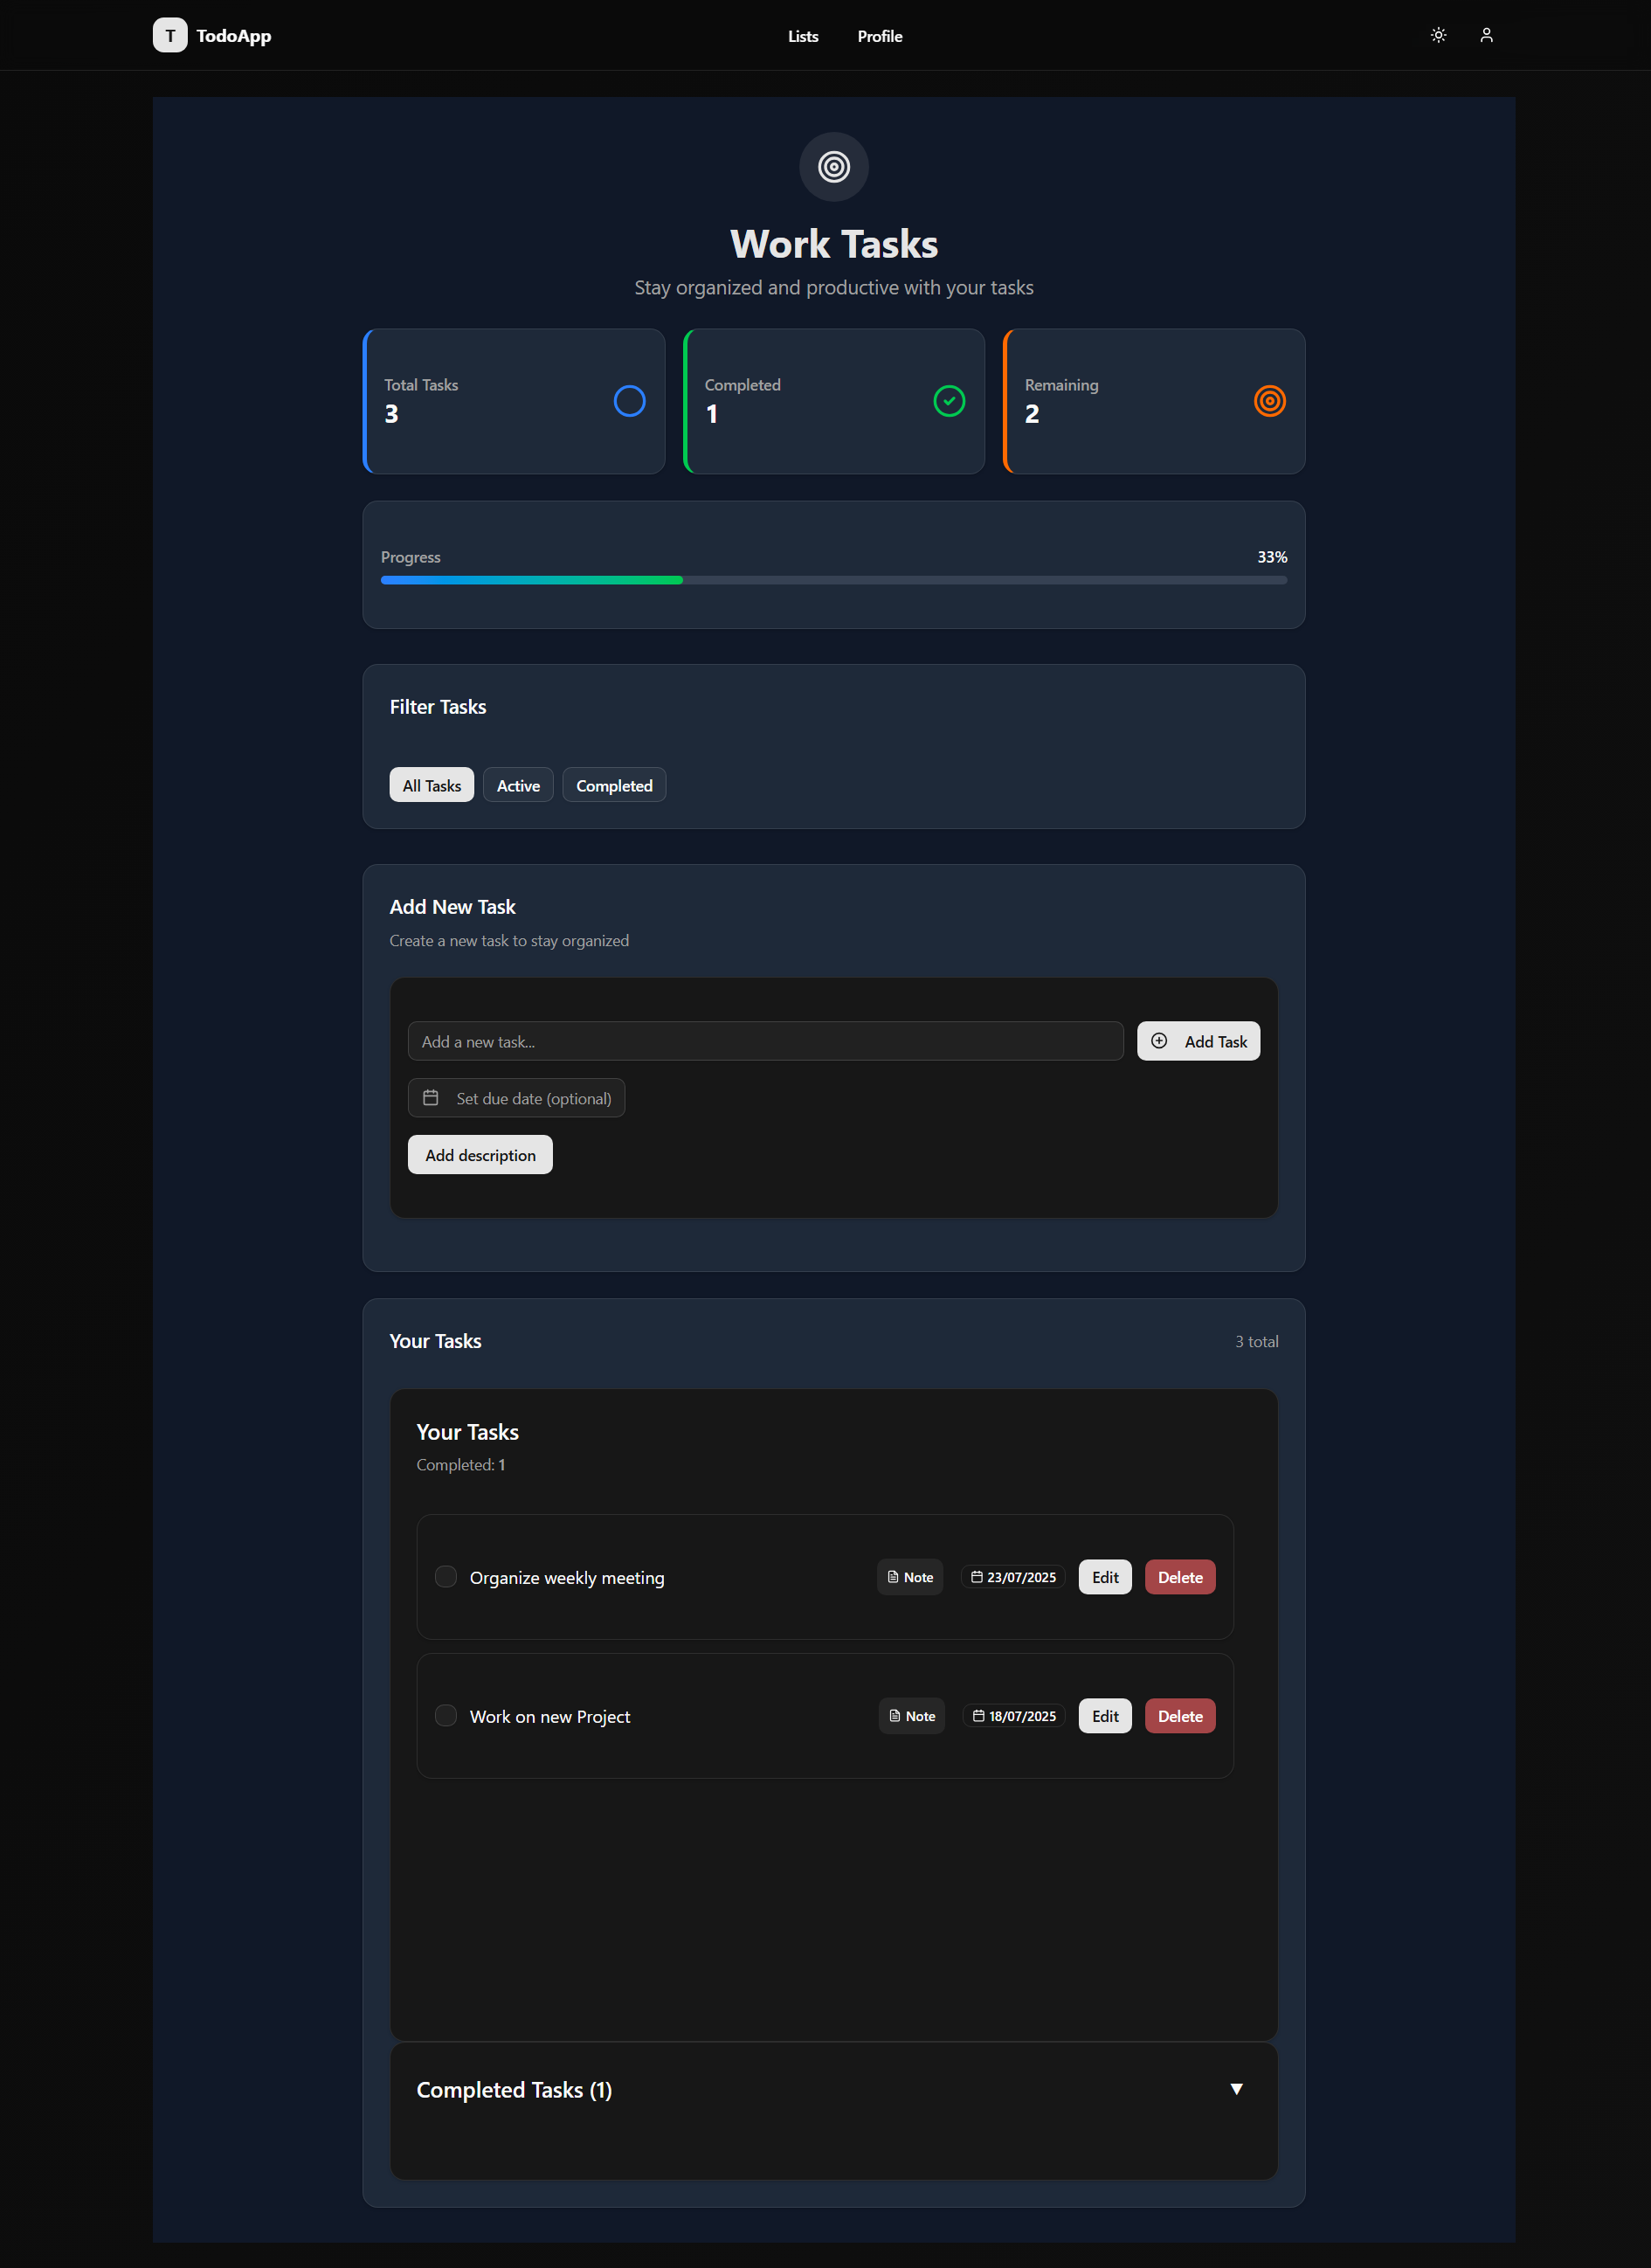 T TodoApp Lists Profile
Work Tasks
Stay organized and productive with your tasks
Total Tasks
3
Completed
1
Remaining
2
Progress 33%
Filter Tasks
All Tasks Active Completed
Add New Task
Create a new task to stay organized
Add a new task... Add Task
Set due date (optional)
Add description
Your Tasks 3 total
Your Tasks
Completed: 1
Organize weekly meeting Note 23/07/2025 Edit Delete
Work on new Project Note 18/07/2025 Edit Delete
Completed Tasks (1) ▼